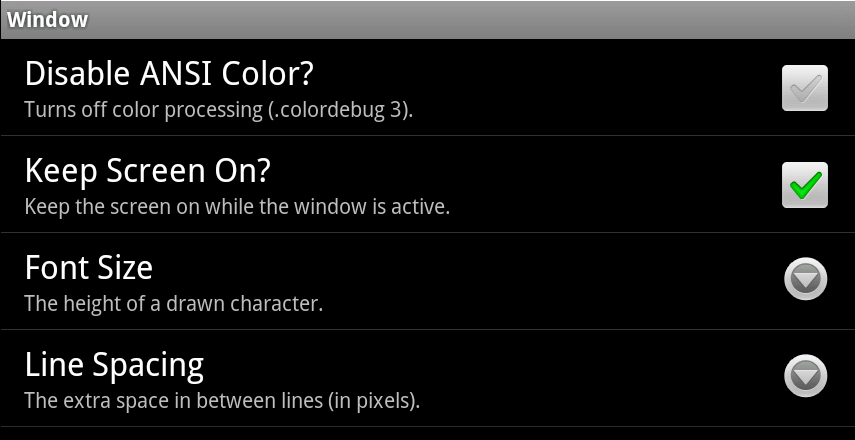 Window
Disable ANSI Color?
Turns off color processing (.colordebug 3).
Keep Screen On?
Keep the screen on while the window is active.
Font Size
The height of a drawn character.
Line Spacing
The extra space in between lines (in pixels).